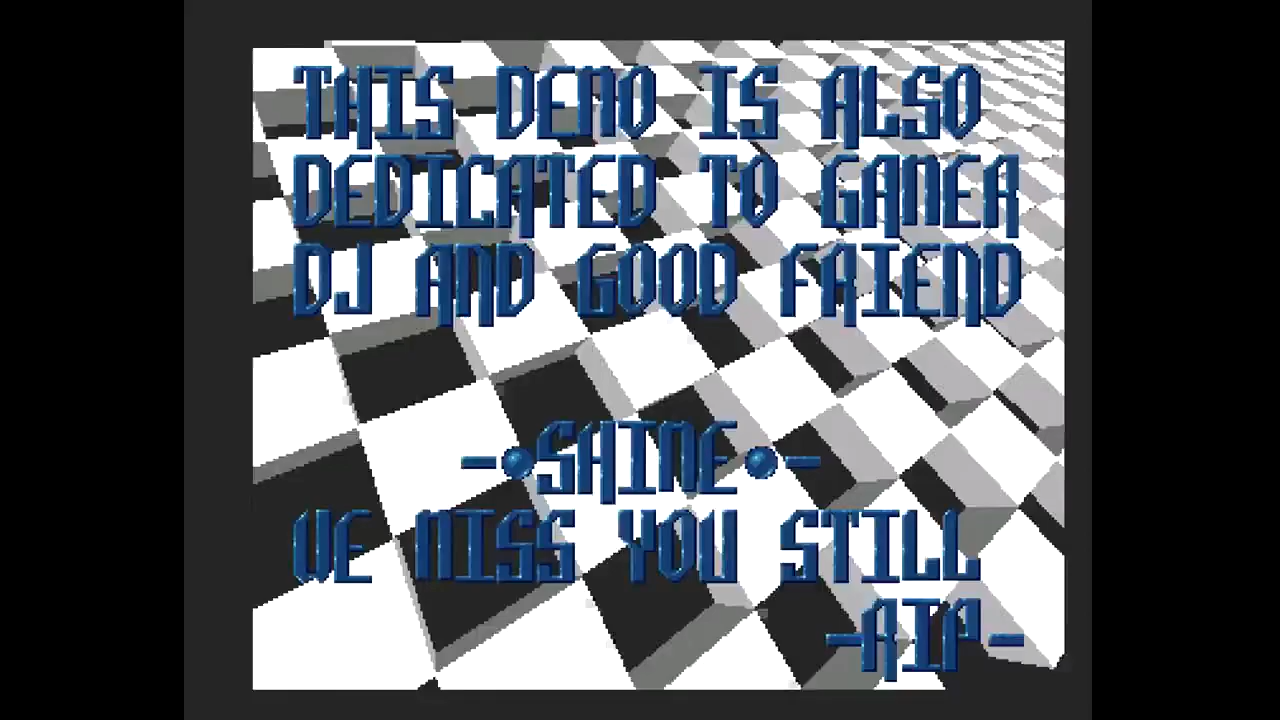 THIS DEMO IS ALSO
DEDICATED TO GAMER
DJ AND GOOD FRIEND
-•SHINE•-
WE MISS YOU STILL
-RIP-